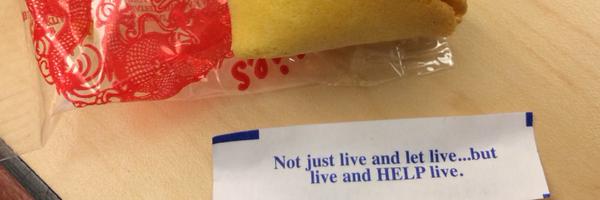 Not just live and let live...but
live and HELP live.